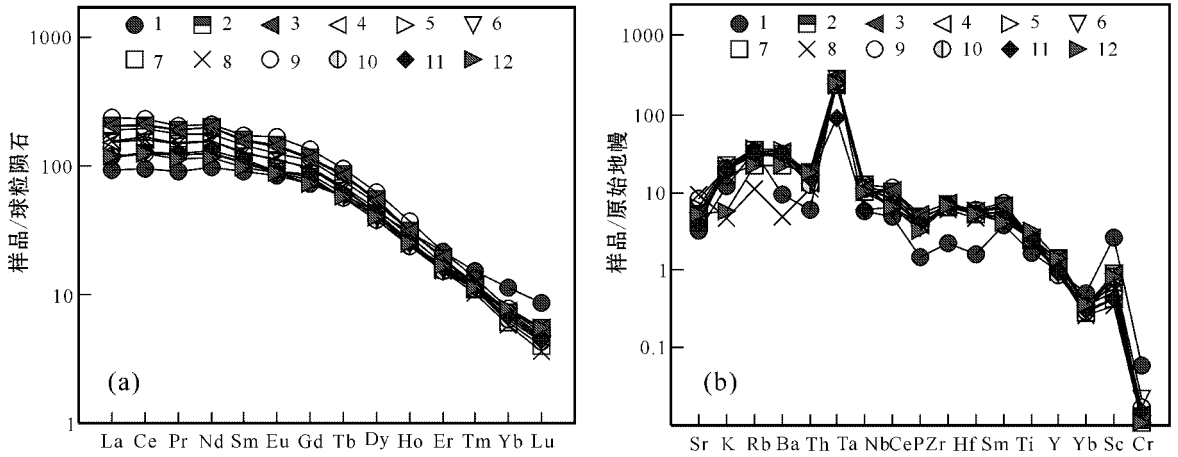 1000
100
10
1
样品/球粒陨石
1 2 3 4 5 6
7 8 9 10 11 12
(a)
La Ce Pr Nd Sm Eu Gd Tb Dy Ho Er Tm Yb Lu
1000
100
10
1
0.1
样品/原始地幔
1 2 3 4 5 6
7 8 9 10 11 12
(b)
Sr K Rb Ba Th Ta Nb Ce P Zr Hf Sm Ti Y Yb Sc Cr